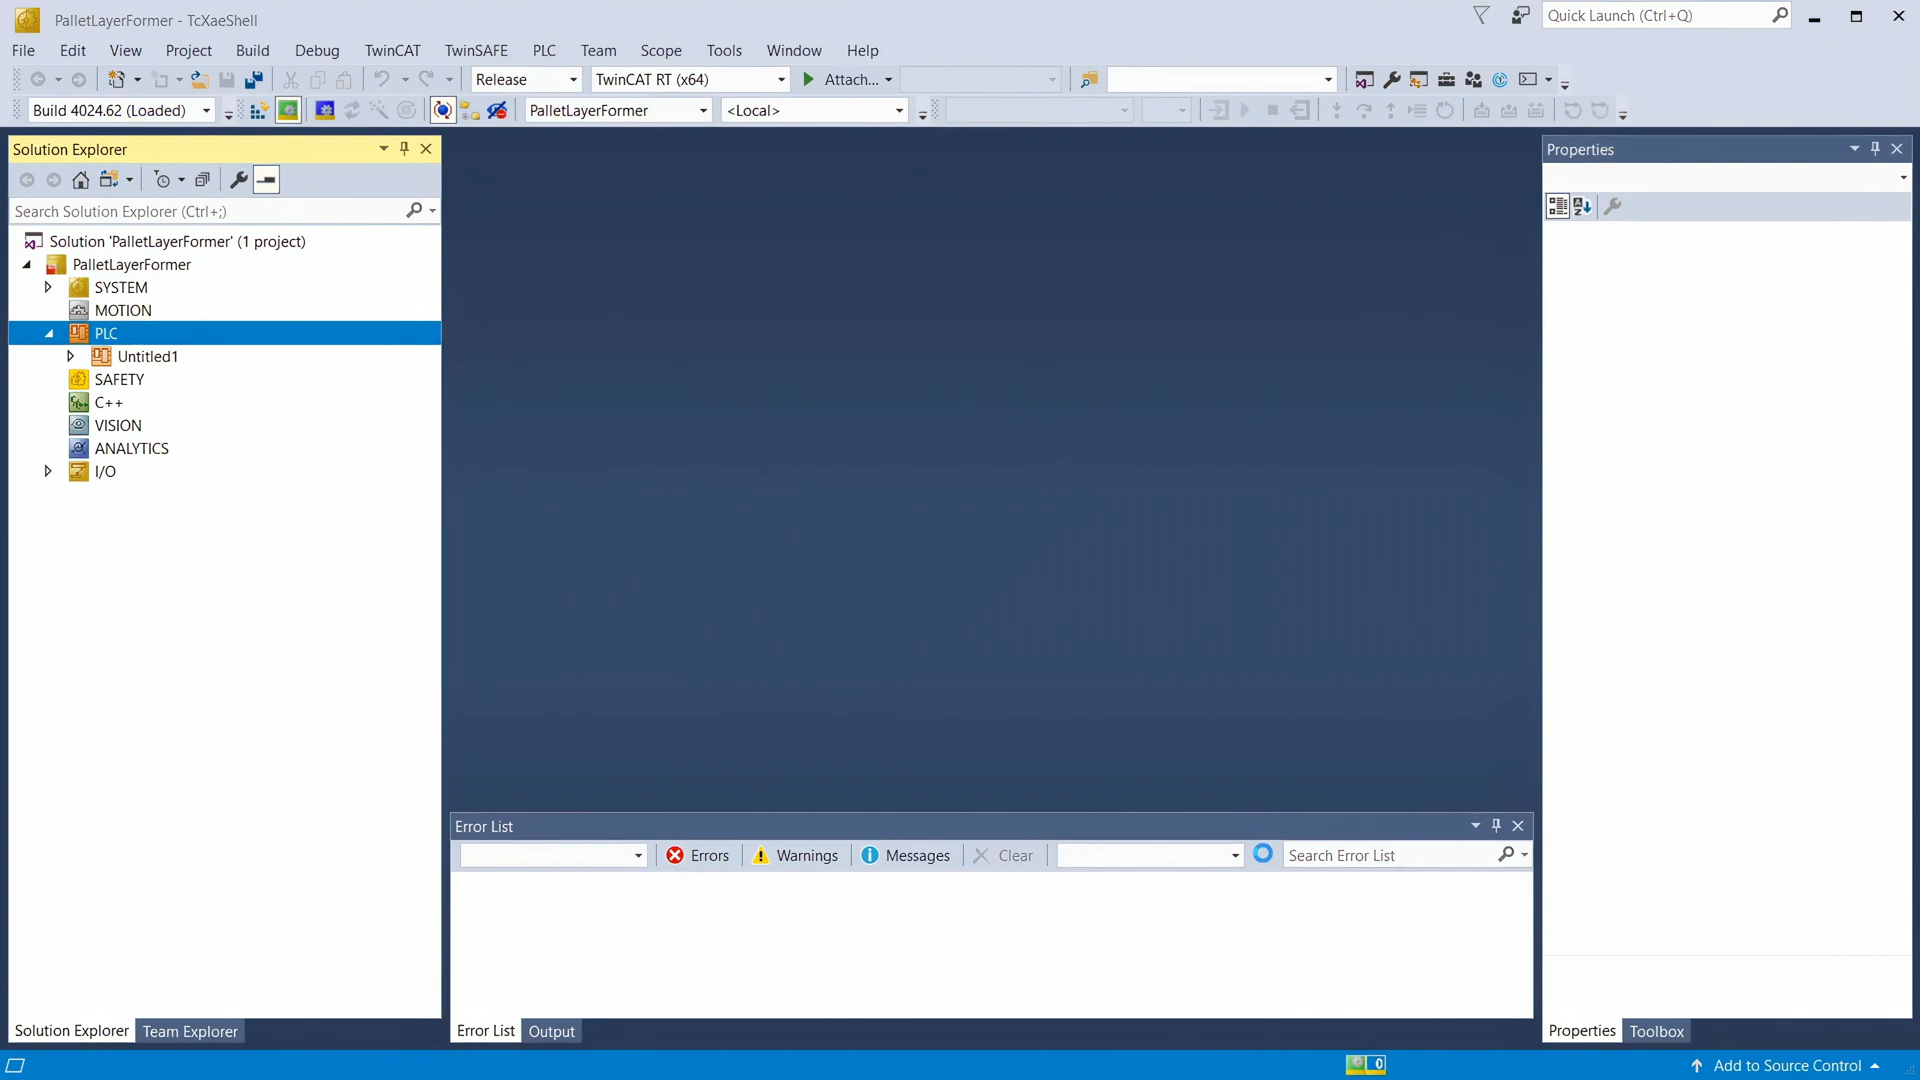 PalletLayerFormer - TcXaeShell
Quick Launch (Ctrl+Q)
File Edit View Project Build Debug TwinCAT TwinSAFE PLC Team Scope Tools Window Help
Release TwinCAT RT (x64) Attach...
Build 4024.62 (Loaded) PalletLayerFormer <Local>
Solution Explorer
Search Solution Explorer (Ctrl+;)
Solution 'PalletLayerFormer' (1 project)
PalletLayerFormer
SYSTEM
MOTION
PLC
Untitled1
SAFETY
C++
VISION
ANALYTICS
I/O
Solution Explorer Team Explorer
Error List
Errors Warnings Messages Clear Search Error List
Error List Output
Properties
Properties Toolbox
0 Add to Source Control